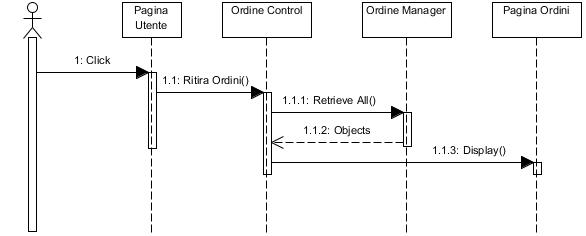 Pagina
Utente
Ordine Control
Ordine Manager
Pagina Ordini
1: Click
1.1: Ritira Ordini()
1.1.1: Retrieve All()
1.1.2: Objects
1.1.3: Display()